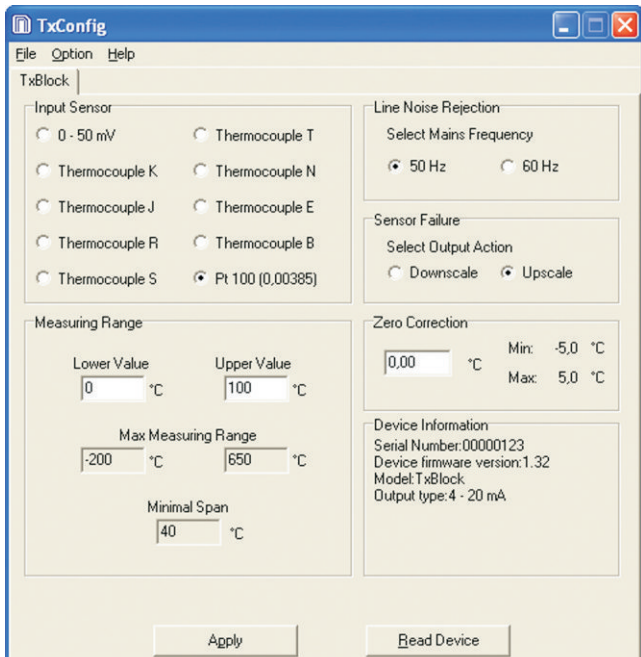 TxConfig
File Option Help
TxBlock
Input Sensor
0 - 50 mV
Thermocouple T
Thermocouple K
Thermocouple N
Thermocouple J
Thermocouple E
Thermocouple R
Thermocouple B
Thermocouple S
Pt 100 (0,00385)
Line Noise Rejection
Select Mains Frequency
50 Hz 60 Hz
Sensor Failure
Select Output Action
Downscale Upscale
Measuring Range
Lower Value Upper Value
0 °C 100 °C
Max Measuring Range
-200 °C 650 °C
Minimal Span
40 °C
Zero Correction
0,00 °C
Min: -5,0 °C
Max: 5,0 °C
Device Information
Serial Number:00000123
Device firmware version:1.32
Model:TxBlock
Output type:4 - 20 mA
Apply Read Device